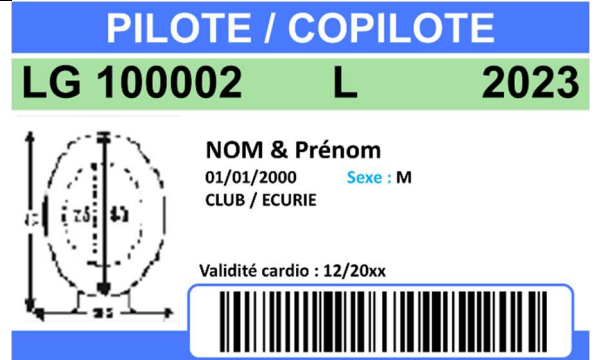 PILOTE / COPILOTE
LG 100002 L 2023
NOM & Prénom
01/01/2000 Sexe : M
CLUB / ECURIE
Validité cardio : 12/20xx